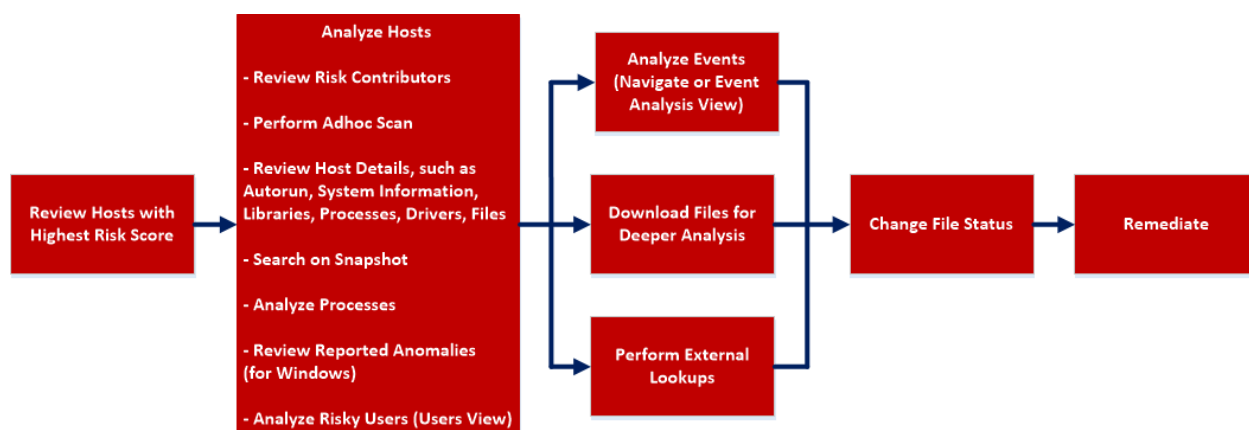 Review Hosts with
Highest Risk Score
Analyze Hosts
- Review Risk Contributors
- Perform Adhoc Scan
- Review Host Details, such as
Autorun, System Information,
Libraries, Processes, Drivers, Files
- Search on Snapshot
- Analyze Processes
- Review Reported Anomalies
(for Windows)
- Analyze Risky Users (Users View)
Analyze Events
(Navigate or Event
Analysis View)
Download Files for
Deeper Analysis
Perform External
Lookups
Change File Status
Remediate